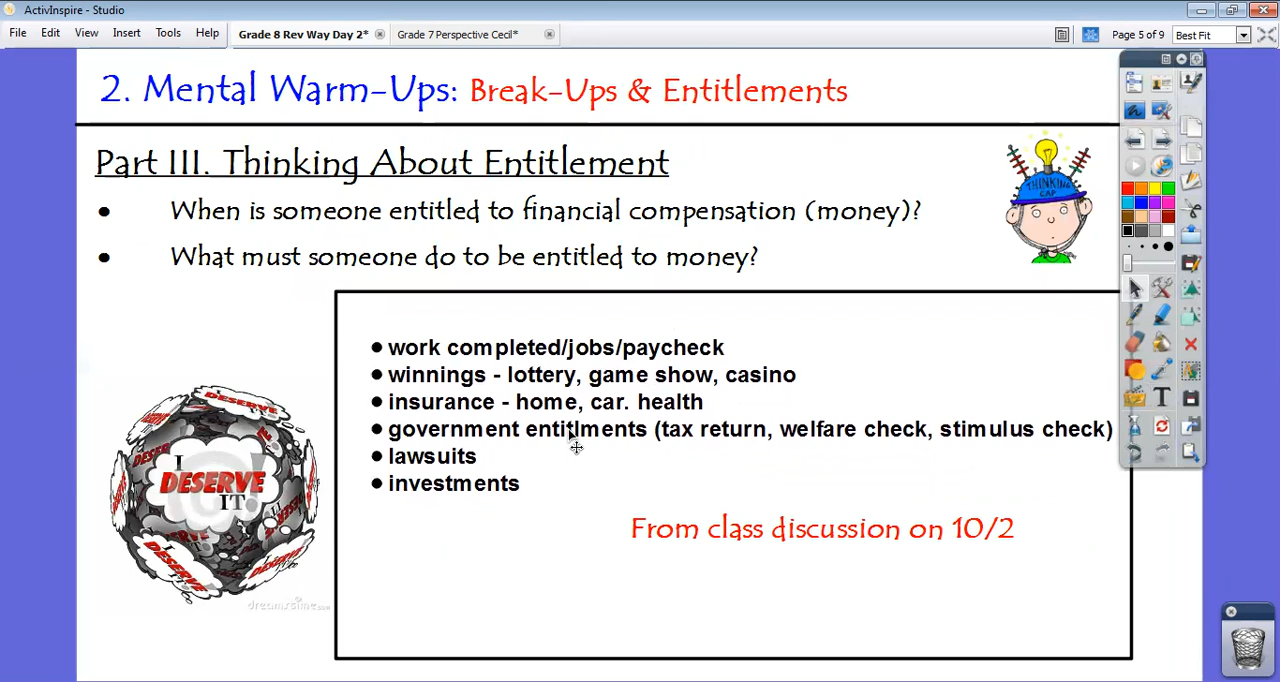 ActivInspire - Studio
File Edit View Insert Tools Help
Grade 8 Rev Way Day 2*
Grade 7 Perspective Cecil*
Page 5 of 9
Best Fit
2. Mental Warm-Ups: Break-Ups & Entitlements
Part III. Thinking About Entitlement
• When is someone entitled to financial compensation (money)?
• What must someone do to be entitled to money?
THINKING
CAP
• work completed/jobs/paycheck
• winnings - lottery, game show, casino
• insurance - home, car. health
• government entitlments (tax return, welfare check, stimulus check)
• lawsuits
• investments
From class discussion on 10/2
I
DESERVE
IT!
dreamstime
T